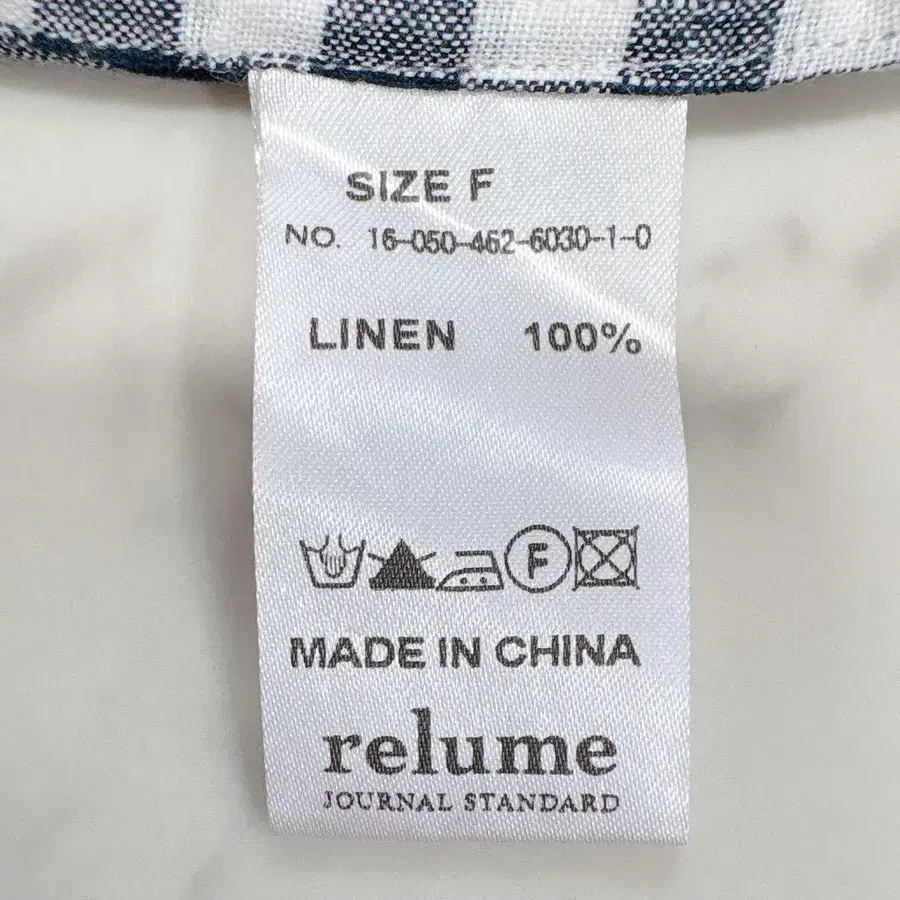 SIZE F
NO. 16-050-462-6030-1-0
LINEN 100%
F
MADE IN CHINA
relume
JOURNAL STANDARD